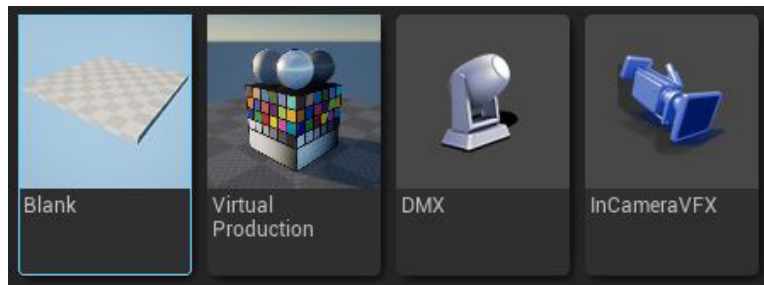 Blank
Virtual
Production
DMX
InCameraVFX